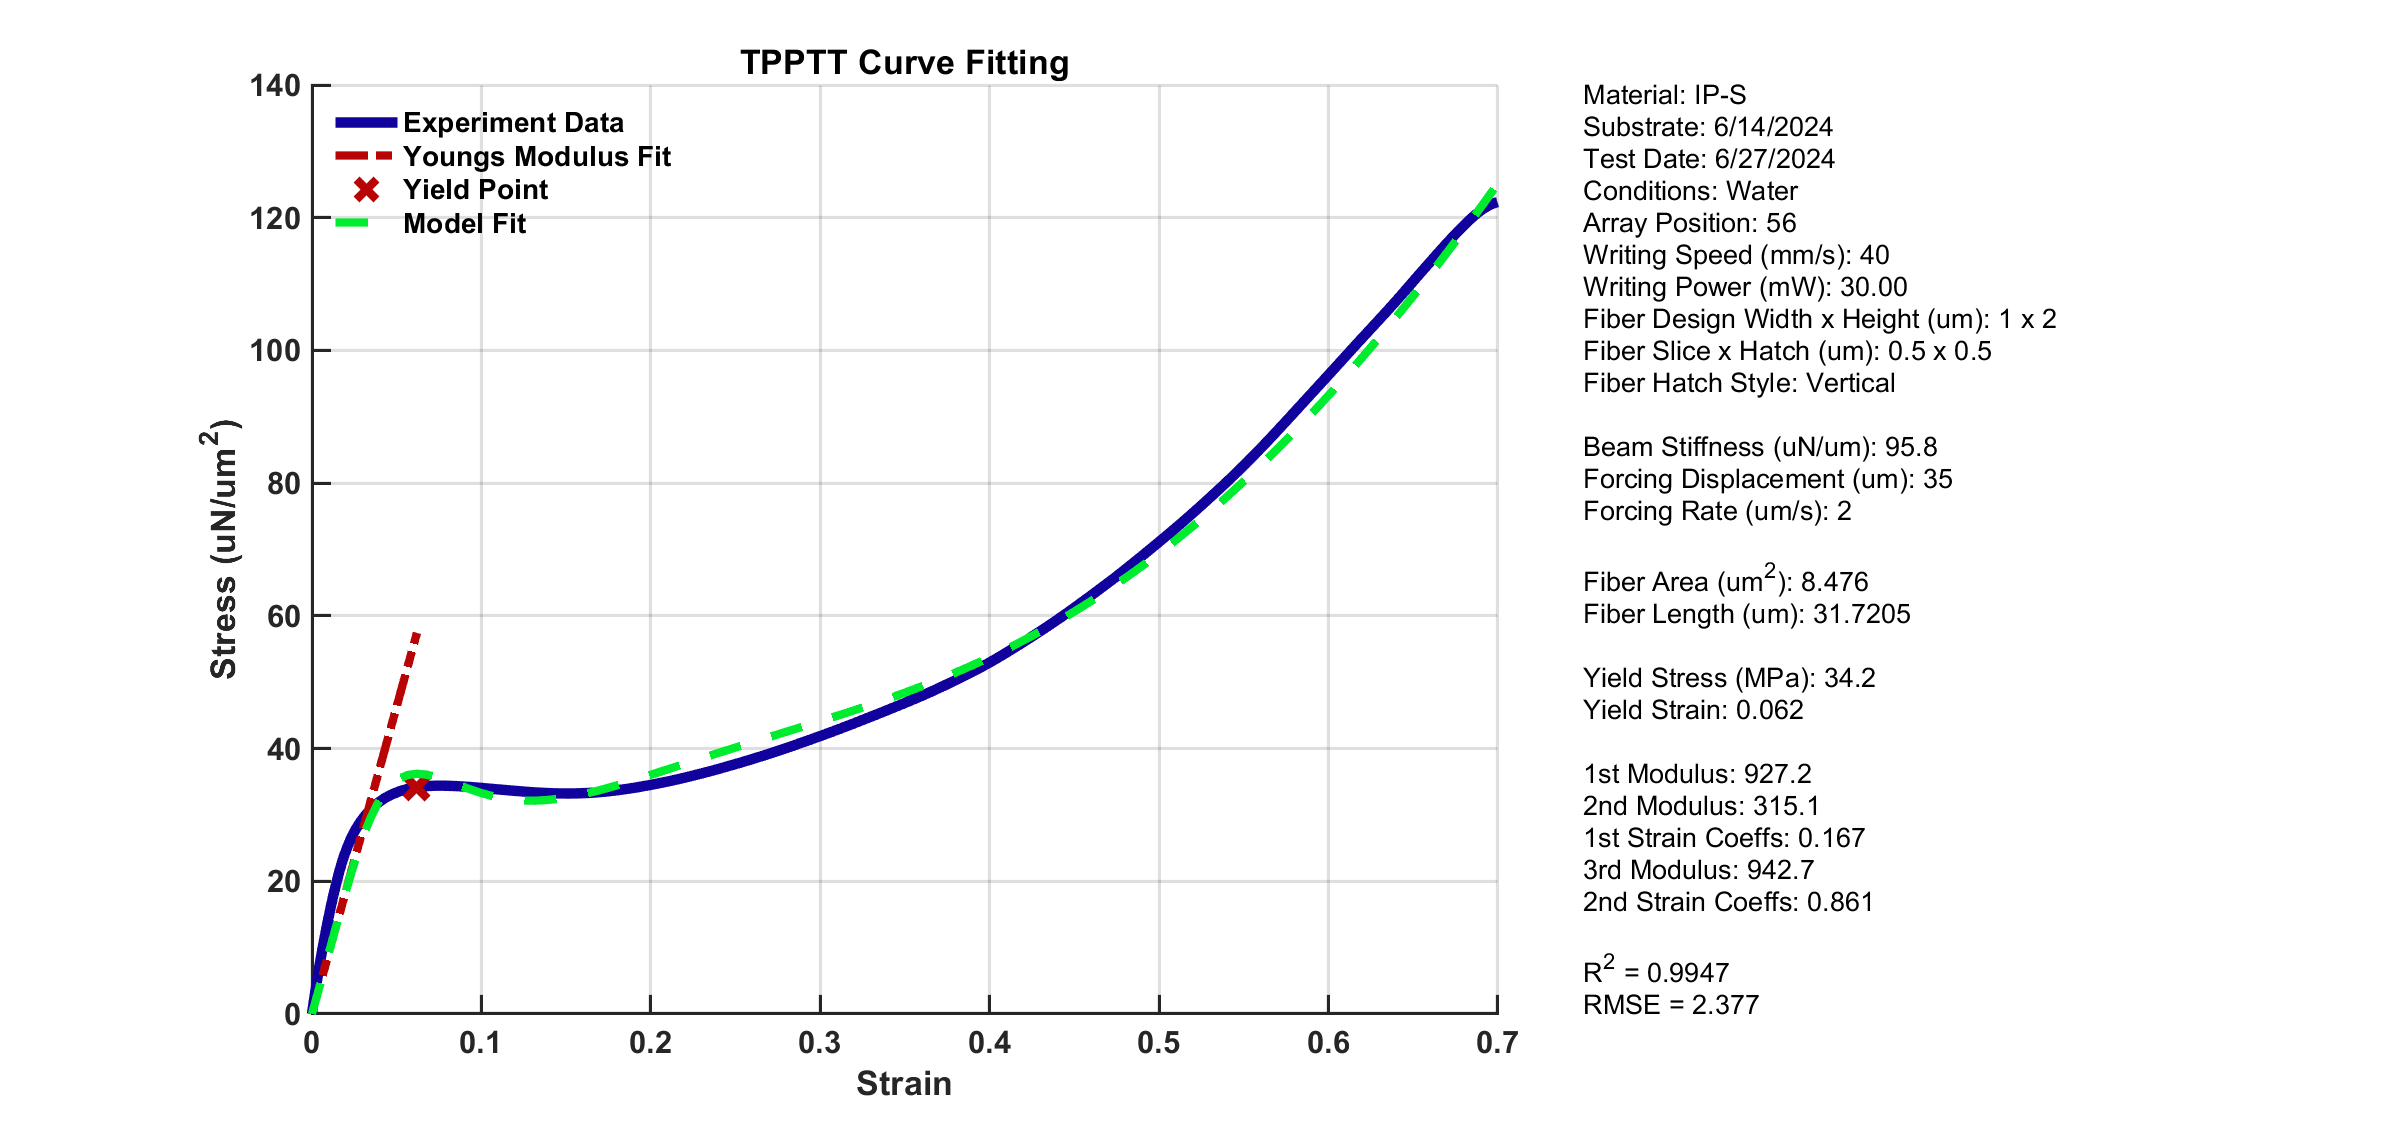 TPPTT Curve Fitting
140
120
100
80
60
40
20
0
Stress (uN/um²)
Experiment Data
Youngs Modulus Fit
Yield Point
Model Fit
0 0.1 0.2 0.3 0.4 0.5 0.6 0.7
Strain
Material: IP-S
Substrate: 6/14/2024
Test Date: 6/27/2024
Conditions: Water
Array Position: 56
Writing Speed (mm/s): 40
Writing Power (mW): 30.00
Fiber Design Width x Height (um): 1 x 2
Fiber Slice x Hatch (um): 0.5 x 0.5
Fiber Hatch Style: Vertical
Beam Stiffness (uN/um): 95.8
Forcing Displacement (um): 35
Forcing Rate (um/s): 2
Fiber Area (um²): 8.476
Fiber Length (um): 31.7205
Yield Stress (MPa): 34.2
Yield Strain: 0.062
1st Modulus: 927.2
2nd Modulus: 315.1
1st Strain Coeffs: 0.167
3rd Modulus: 942.7
2nd Strain Coeffs: 0.861
R² = 0.9947
RMSE = 2.377